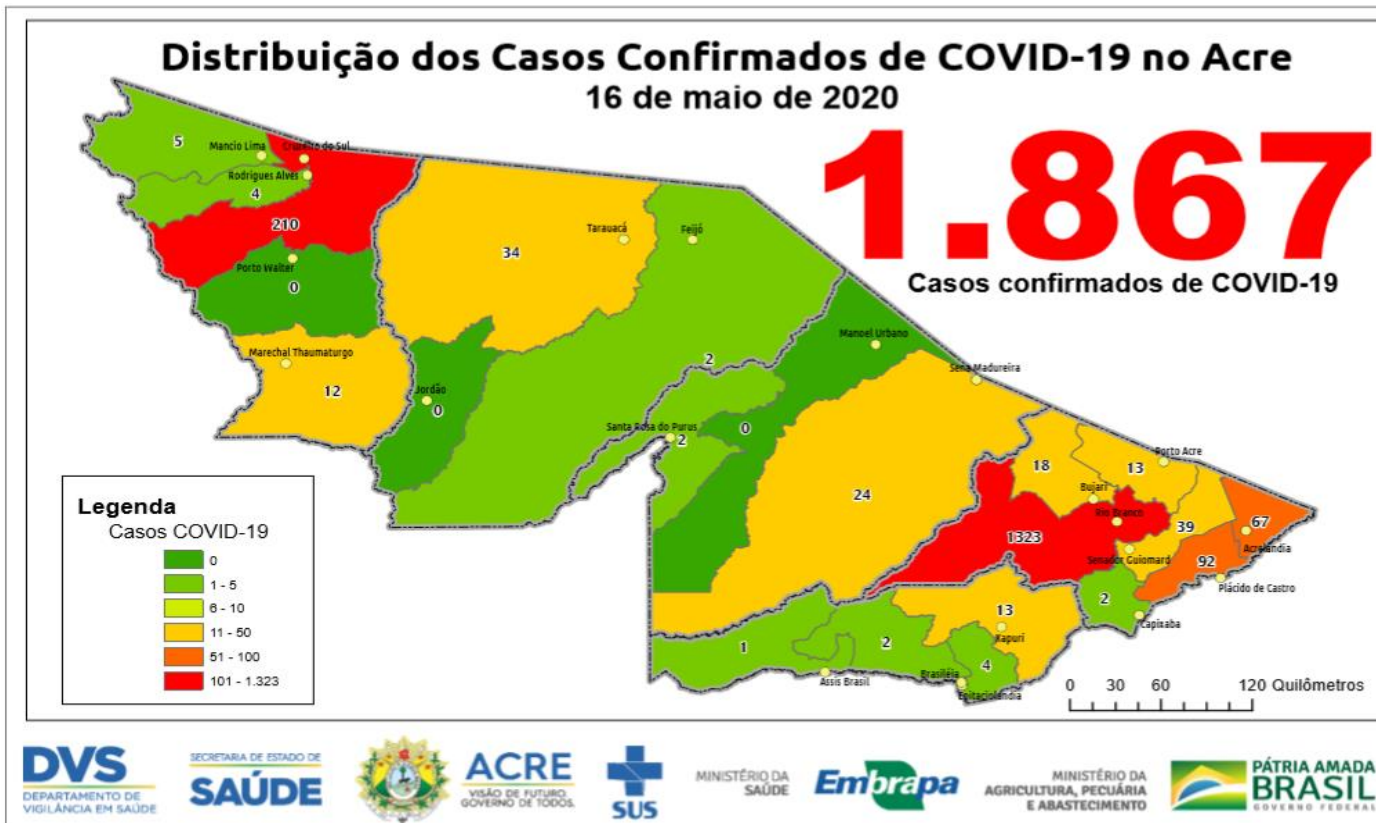 Distribuição dos Casos Confirmados de COVID-19 no Acre
16 de maio de 2020
1.867
Casos confirmados de COVID-19
5
Mancio Lima
Cruzeiro do Sul
Rodrigues Alves
4
210
Porto Walter
0
Marechal Thaumaturgo
12
Tarauacá
34
Feijó
Jordão
0
2
Manoel Urbano
Santa Rosa do Purus
2
0
Sena Madureira
24
18
Bujari
13
Porto Acre
Rio Branco
1323
39
67
Acrelândia
Senador Guiomard
92
Plácido de Castro
2
Capixaba
13
Xapuri
1
2
4
Assis Brasil
Brasiléia
Epitaciolândia
Legenda
Casos COVID-19
0
1 - 5
6 - 10
11 - 50
51 - 100
101 - 1.323
0 30 60 120 Quilômetros
DVS
DEPARTAMENTO DE
VIGILÂNCIA EM SAÚDE
SECRETARIA DE ESTADO DE
SAÚDE
ACRE
VISÃO DE FUTURO.
GOVERNO DE TODOS.
SUS
MINISTÉRIO DA
SAÚDE
Embrapa
MINISTÉRIO DA
AGRICULTURA, PECUÁRIA
E ABASTECIMENTO
PÁTRIA AMADA
BRASIL
GOVERNO FEDERAL